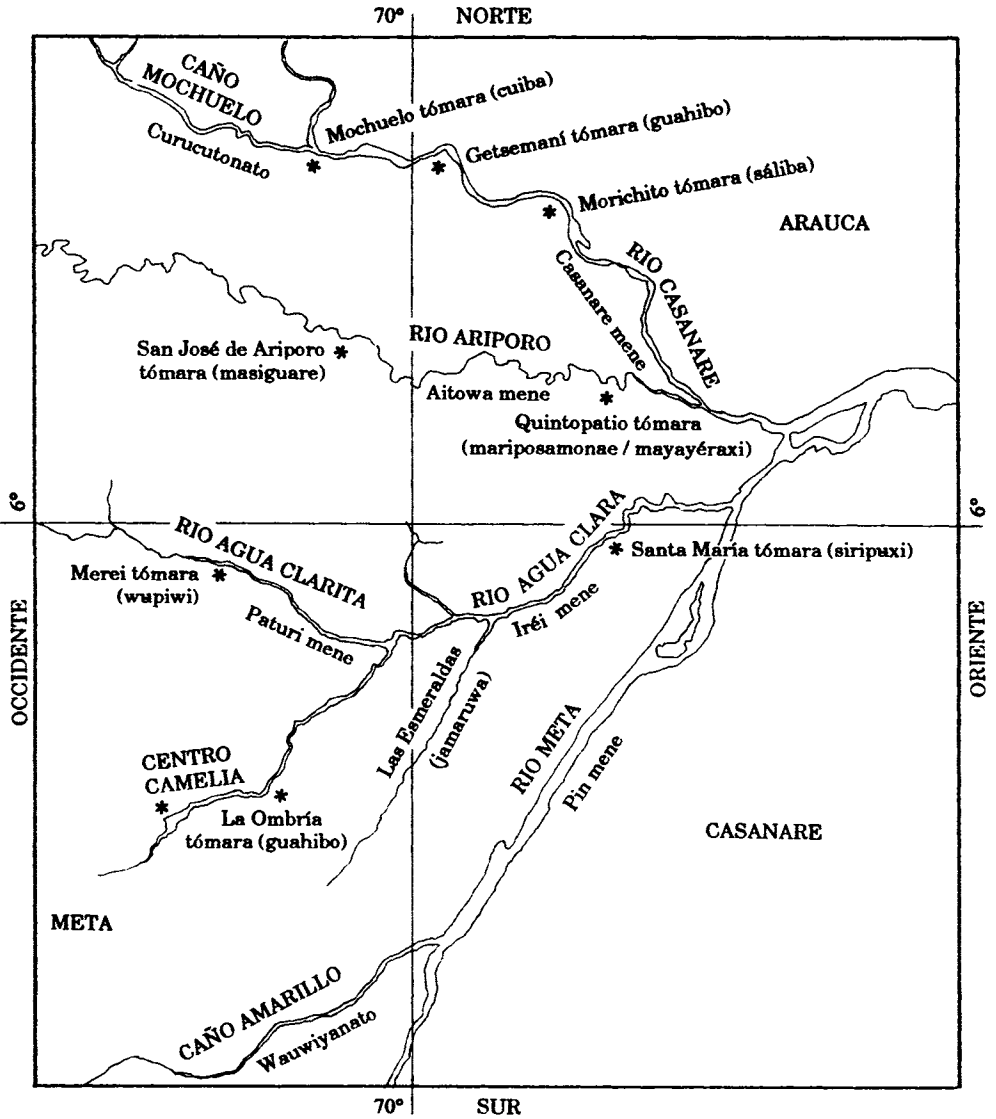 70° NORTE
CAÑO
MOCHUELO
Curucutonato
Mochuelo tómara (cuiba)
Getsemaní tómara (guahibo)
Morichito tómara (sáliba)
ARAUCA
RIO CASANARE
Casanare mene
RIO ARIPORO
San José de Ariporo
tómara (masiguare)
Aitowa mene
Quintopatio tómara
(mariposamonae / mayayéraxi)
6°
6°
RIO AGUA CLARITA
RIO AGUA CLARA
Santa María tómara (siripuxi)
Merei tómara
(wupiwi)
Paturi mene
Iréi mene
OCCIDENTE
ORIENTE
Las Esmeraldas
(jamaruwa)
RIO META
Pin mene
CENTRO
CAMELIA
La Ombría
tómara (guahibo)
CASANARE
META
CAÑO AMARILLO
Wauwiyanato
70° SUR